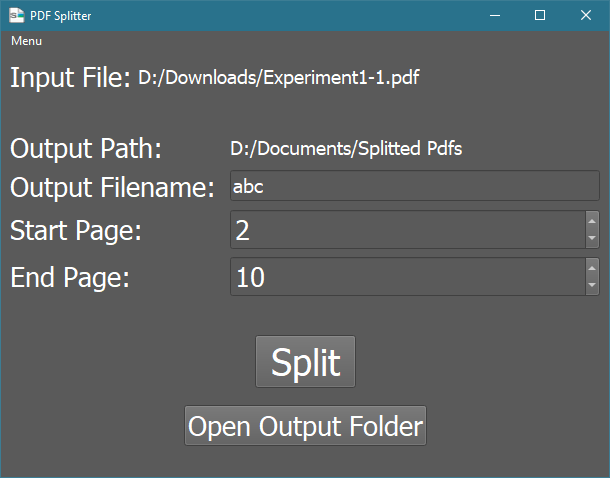 PDF Splitter
Menu
Input File: D:/Downloads/Experiment1-1.pdf
Output Path: D:/Documents/Splitted Pdfs
Output Filename: abc
Start Page: 2
End Page: 10
Split
Open Output Folder